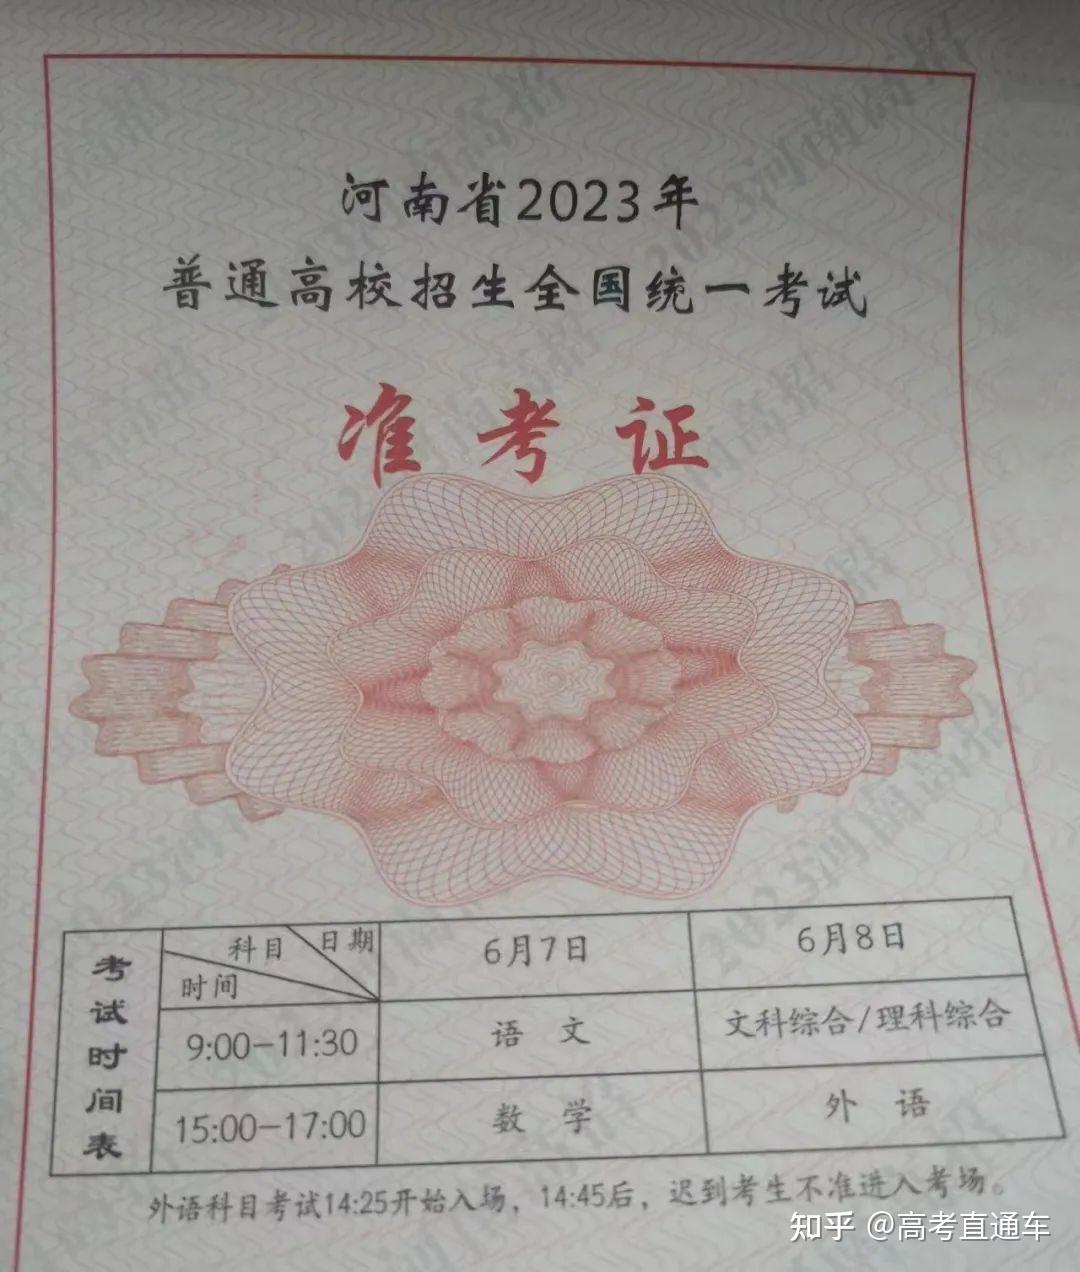 河南省2023年
普通高校招生全国统一考试
准考证
考试时间表
科目 日期 6月7日 6月8日
时间
9:00-11:30 语文 文科综合/理科综合
15:00-17:00 数学 外语
外语科目考试14:25开始入场，14:45后，迟到考生不准进入考场。
知乎 @高考直通车